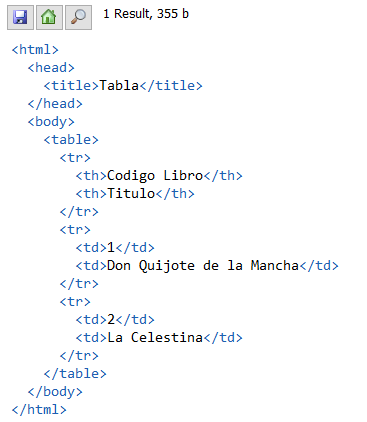 1 Result, 355 b
<html>
  <head>
    <title>Tabla</title>
  </head>
  <body>
    <table>
      <tr>
        <th>Codigo Libro</th>
        <th>Titulo</th>
      </tr>
      <tr>
        <td>1</td>
        <td>Don Quijote de la Mancha</td>
      </tr>
      <tr>
        <td>2</td>
        <td>La Celestina</td>
      </tr>
    </table>
  </body>
</html>